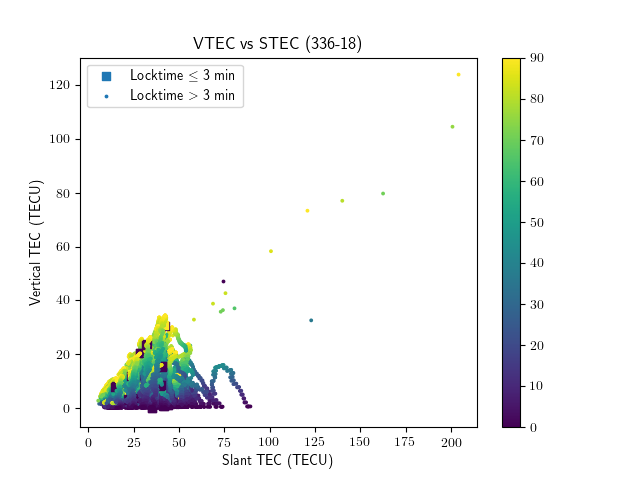 VTEC vs STEC (336-18)
Locktime ≤ 3 min
Locktime > 3 min
Vertical TEC (TECU)
120
100
80
60
40
20
0
0 25 50 75 100 125 150 175 200
Slant TEC (TECU)
90
80
70
60
50
40
30
20
10
0